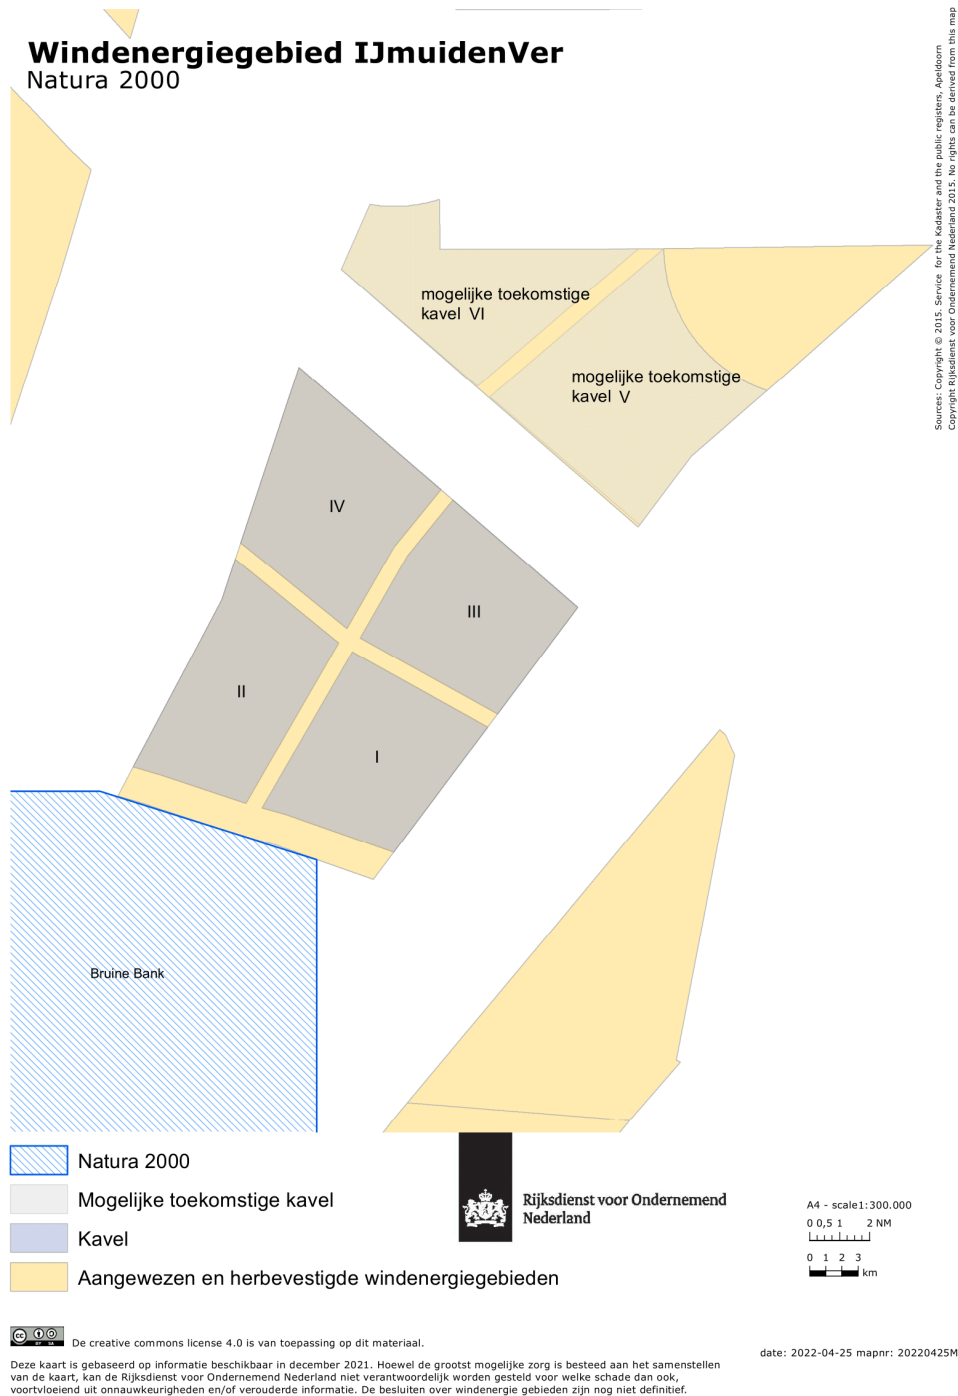 Windenergiegebied IJmuidenVer
Natura 2000
Sources: Copyright © 2015. Service for the Kadaster and the public registers, Apeldoorn
Copyright Rijksdienst voor Ondernemend Nederland 2015. No rights can be derived from this map
mogelijke toekomstige
kavel VI
mogelijke toekomstige
kavel V
IV
III
II
I
Bruine Bank
Natura 2000
Mogelijke toekomstige kavel
Kavel
Aangewezen en herbevestigde windenergiegebieden
Rijksdienst voor Ondernemend
Nederland
A4 - scale1:300.000
0 0,5 1 2 NM
0 1 2 3
km
cc BY SA
De creative commons license 4.0 is van toepassing op dit materiaal.
date: 2022-04-25 mapnr: 20220425M
Deze kaart is gebaseerd op informatie beschikbaar in december 2021. Hoewel de grootst mogelijke zorg is besteed aan het samenstellen
van de kaart, kan de Rijksdienst voor Ondernemend Nederland niet verantwoordelijk worden gesteld voor welke schade dan ook,
voortvloeiend uit onnauwkeurigheden en/of verouderde informatie. De besluiten over windenergie gebieden zijn nog niet definitief.